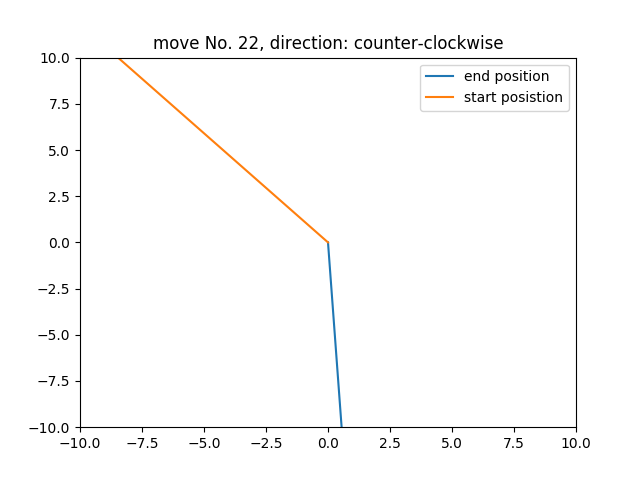 move No. 22, direction: counter-clockwise
end position
start posistion
10.0
7.5
5.0
2.5
0.0
−2.5
−5.0
−7.5
−10.0
−10.0 −7.5 −5.0 −2.5 0.0 2.5 5.0 7.5 10.0